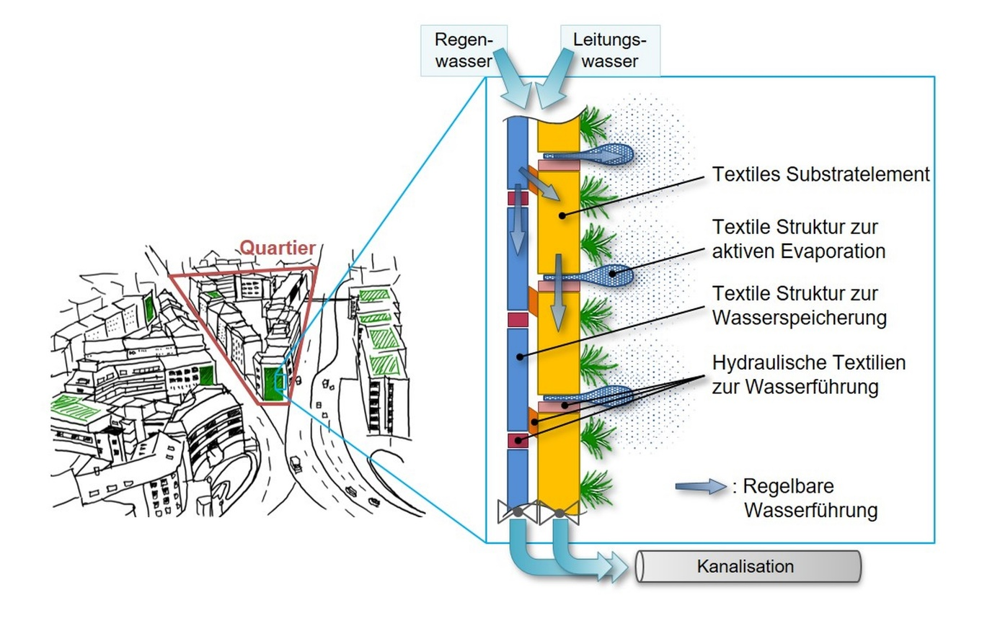 Regen-
wasser
Leitungs-
wasser
Textiles Substratelement
Textile Struktur zur
aktiven Evaporation
Quartier
Textile Struktur zur
Wasserspeicherung
Hydraulische Textilien
zur Wasserführung
: Regelbare
Wasserführung
Kanalisation